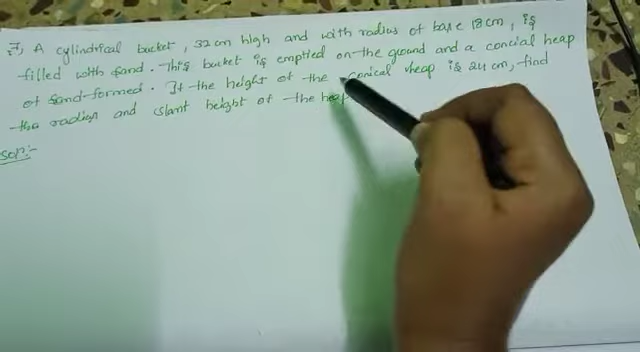 7) A cylindrical bucket, 32 cm high and with radius of base 18 cm, is
filled with sand. This bucket is emptied on the ground and a conical heap
of sand formed. If the height of the conical heap is 24 cm, find
the radius and slant height of the heap
Sol:-